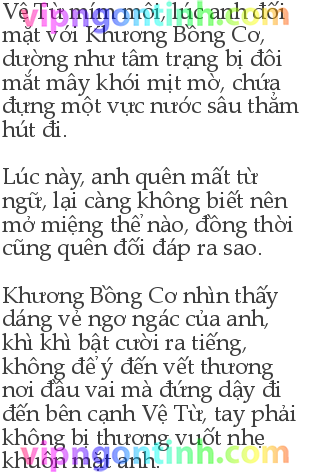 Vệ Từ mím môi, lúc anh đối
mặt với Khương Bồng Cơ,
dường như tâm trạng bị đôi
mắt mây khói mịt mờ, chứa
đựng một vực nước sâu thẳm
hút đi.
Lúc này, anh quên mất từ
ngữ, lại càng không biết nên
mở miệng thể nào, đồng thời
cũng quên đối đáp ra sao.
Khương Bồng Cơ nhìn thấy
dáng vẻ ngơ ngác của anh,
khì khì bật cười ra tiếng,
không để ý đến vết thương
nơi đầu vai mà đứng dậy đi
đến bên cạnh Vệ Từ, tay phải
không bị thương vuốt nhẹ
khuôn mặt anh.
vipngontinh.com
vipngontinh.com